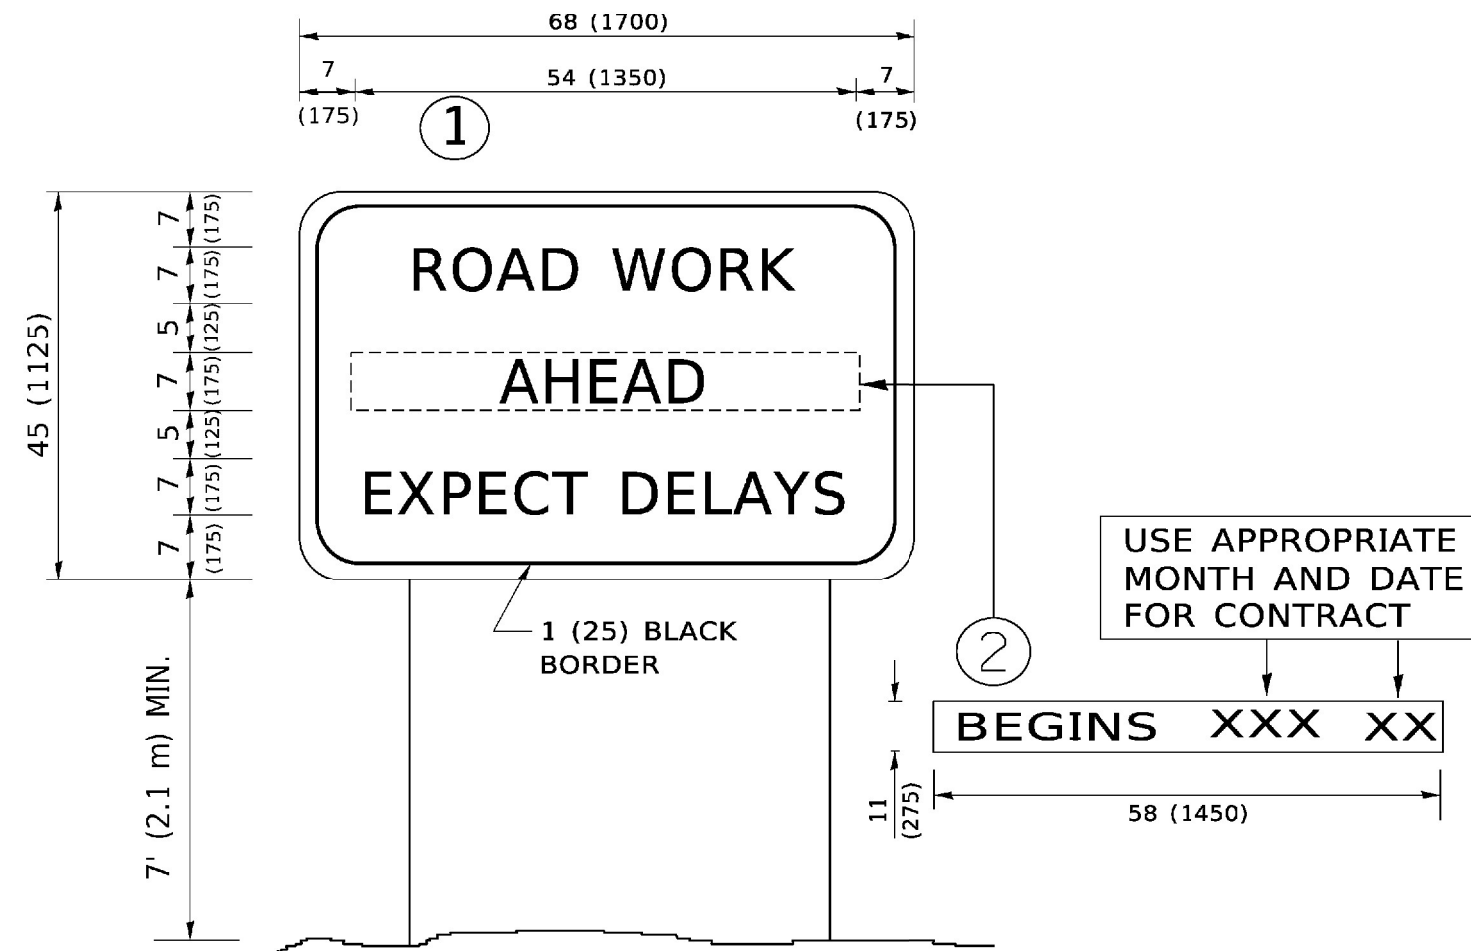 68 (1700)
7
54 (1350)
7
(175)
(175)
1
45 (1125)
7 (175)
7 (175)
5 (125)
7 (175)
5 (125)
7 (175)
7 (175)
ROAD WORK
AHEAD
EXPECT DELAYS
1 (25) BLACK
BORDER
7' (2.1 m) MIN.
USE APPROPRIATE
MONTH AND DATE
FOR CONTRACT
2
BEGINS XXX XX
11
(275)
58 (1450)